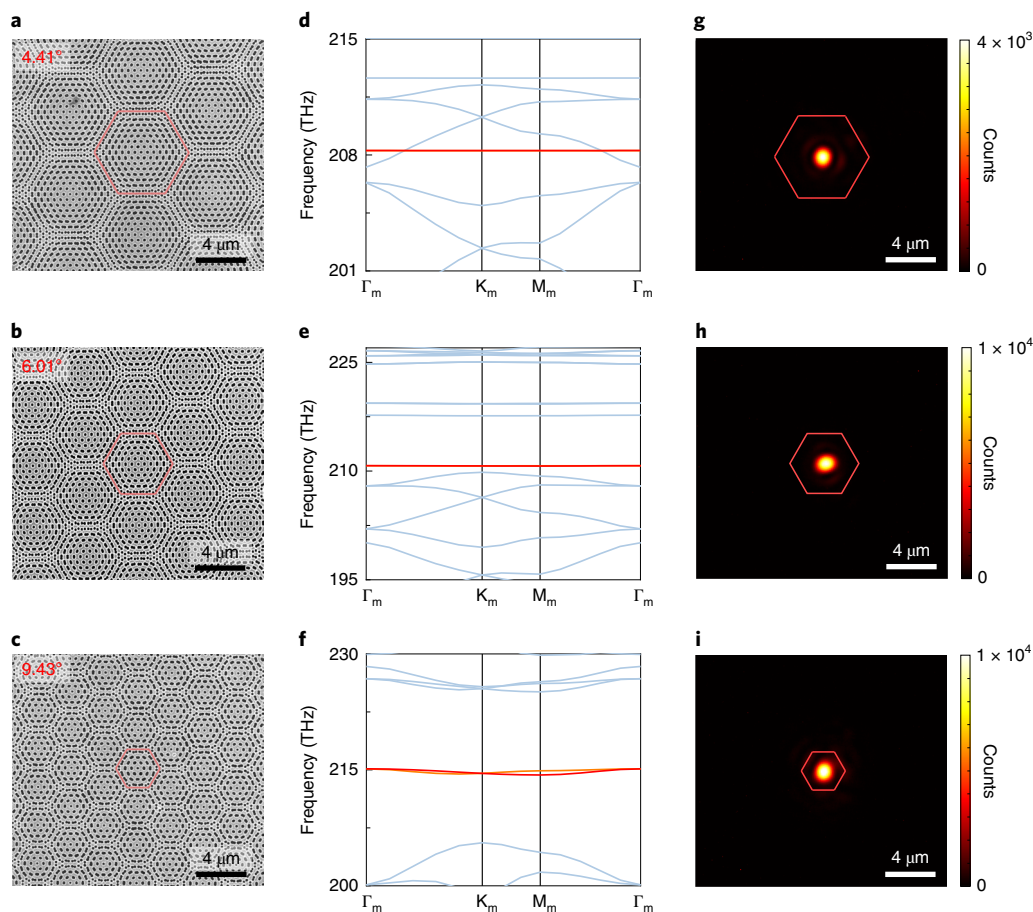 a
4.41°
4 μm
d
215
208
201
Frequency (THz)
Γm
Km
Mm
Γm
g
4 × 10³
Counts
0
4 μm
b
6.01°
4 μm
e
225
210
195
Frequency (THz)
Γm
Km
Mm
Γm
h
1 × 10⁴
Counts
0
4 μm
c
9.43°
4 μm
f
230
215
200
Frequency (THz)
Γm
Km
Mm
Γm
i
1 × 10⁴
Counts
0
4 μm